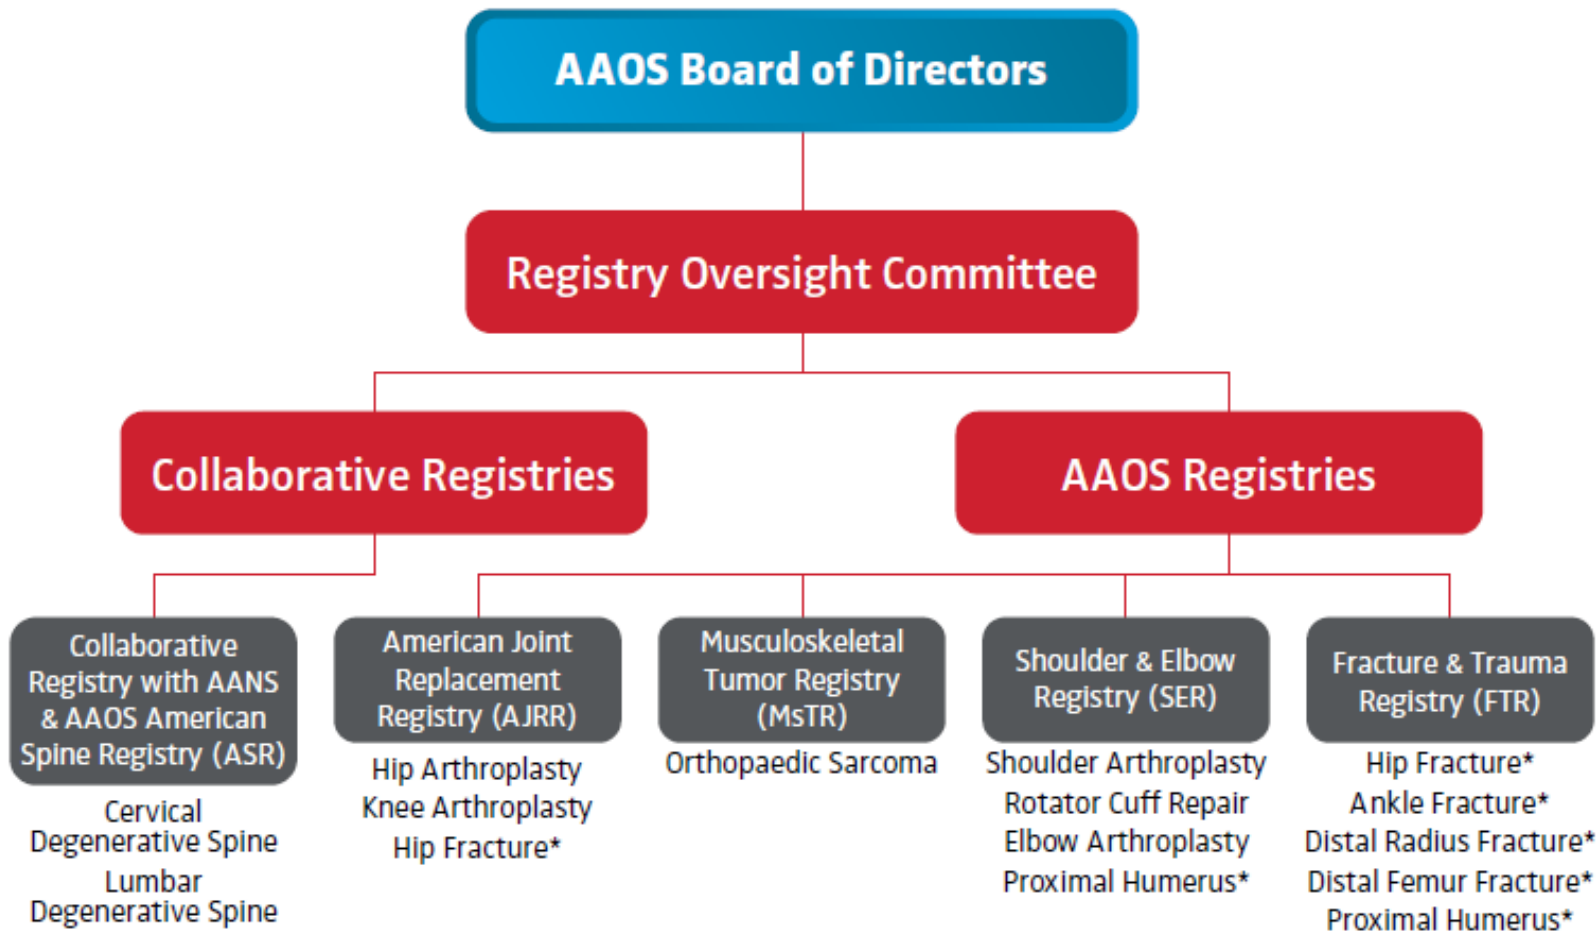 AAOS Board of Directors
Registry Oversight Committee
Collaborative Registries
AAOS Registries
Collaborative
Registry with AANS
& AAOS American
Spine Registry (ASR)
Cervical
Degenerative Spine
Lumbar
Degenerative Spine
American Joint
Replacement
Registry (AJRR)
Hip Arthroplasty
Knee Arthroplasty
Hip Fracture*
Musculoskeletal
Tumor Registry
(MsTR)
Orthopaedic Sarcoma
Shoulder & Elbow
Registry (SER)
Shoulder Arthroplasty
Rotator Cuff Repair
Elbow Arthroplasty
Proximal Humerus*
Fracture & Trauma
Registry (FTR)
Hip Fracture*
Ankle Fracture*
Distal Radius Fracture*
Distal Femur Fracture*
Proximal Humerus*